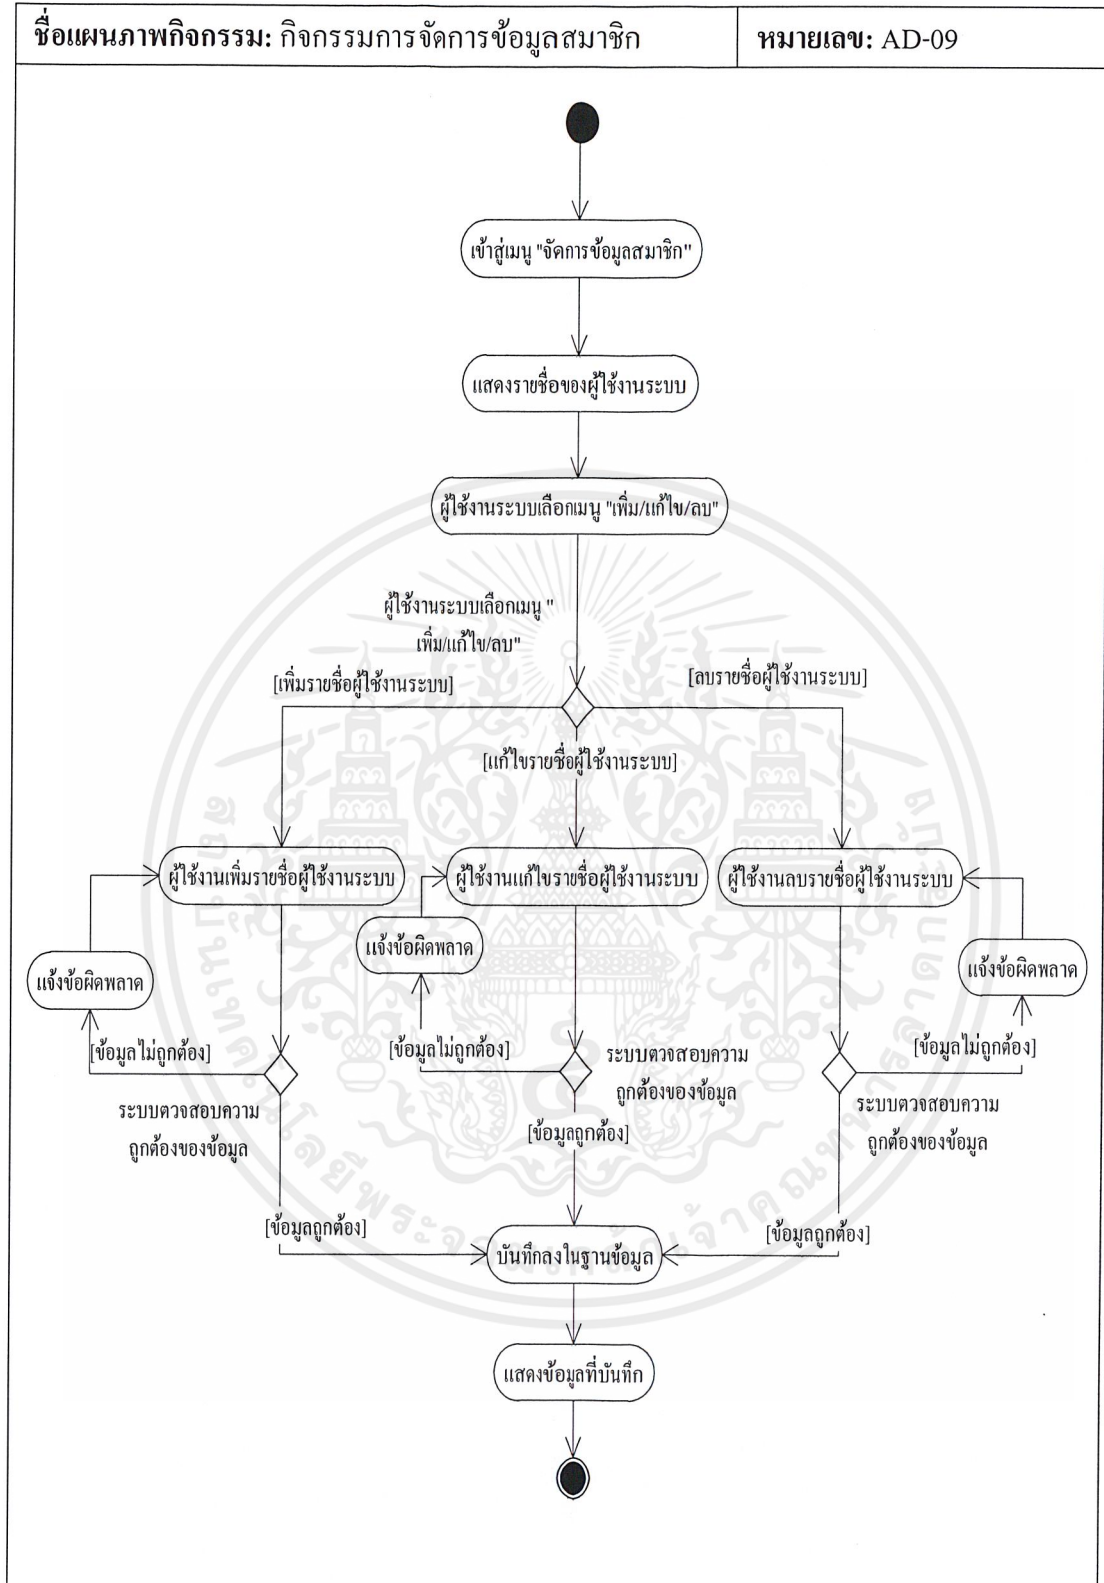 ชื่อแผนภาพกิจกรรม: กิจกรรมการจัดการข้อมูลสมาชิก
หมายเลข: AD-09
เข้าสู่เมนู "จัดการข้อมูลสมาชิก"
แสดงรายชื่อของผู้ใช้งานระบบ
ผู้ใช้งานระบบเลือกเมนู "เพิ่ม/แก้ไข/ลบ"
ผู้ใช้งานระบบเลือกเมนู "
เพิ่ม/แก้ไข/ลบ"
[เพิ่มรายชื่อผู้ใช้งานระบบ]
[ลบรายชื่อผู้ใช้งานระบบ]
[แก้ไขรายชื่อผู้ใช้งานระบบ]
ผู้ใช้งานเพิ่มรายชื่อผู้ใช้งานระบบ
ผู้ใช้งานแก้ไขรายชื่อผู้ใช้งานระบบ
ผู้ใช้งานลบรายชื่อผู้ใช้งานระบบ
แจ้งข้อผิดพลาด
แจ้งข้อผิดพลาด
แจ้งข้อผิดพลาด
[ข้อมูลไม่ถูกต้อง]
[ข้อมูลไม่ถูกต้อง]
[ข้อมูลไม่ถูกต้อง]
ระบบตวจสอบความ
ถูกต้องของข้อมูล
ระบบตวจสอบความ
ถูกต้องของข้อมูล
ระบบตวจสอบความ
ถูกต้องของข้อมูล
[ข้อมูลถูกต้อง]
[ข้อมูลถูกต้อง]
[ข้อมูลถูกต้อง]
บันทึกลงในฐานข้อมูล
แสดงข้อมูลที่บันทึก